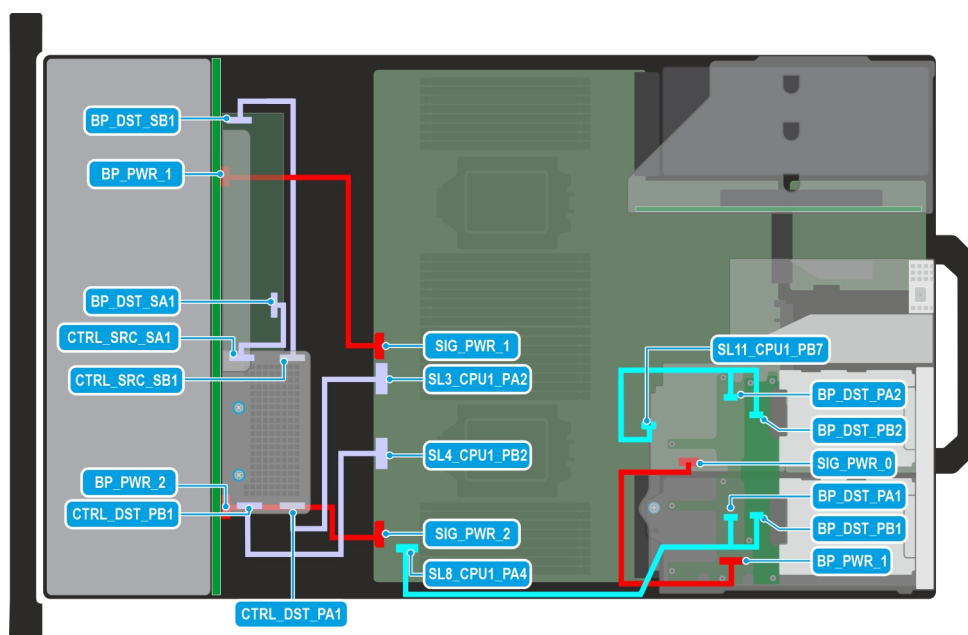 BP_DST_SB1
BP_PWR_1
BP_DST_SA1
CTRL_SRC_SA1
CTRL_SRC_SB1
BP_PWR_2
CTRL_DST_PB1
CTRL_DST_PA1
SIG_PWR_1
SL3_CPU1_PA2
SL4_CPU1_PB2
SIG_PWR_2
SL8_CPU1_PA4
SL11_CPU1_PB7
BP_DST_PA2
BP_DST_PB2
SIG_PWR_0
BP_DST_PA1
BP_DST_PB1
BP_PWR_1